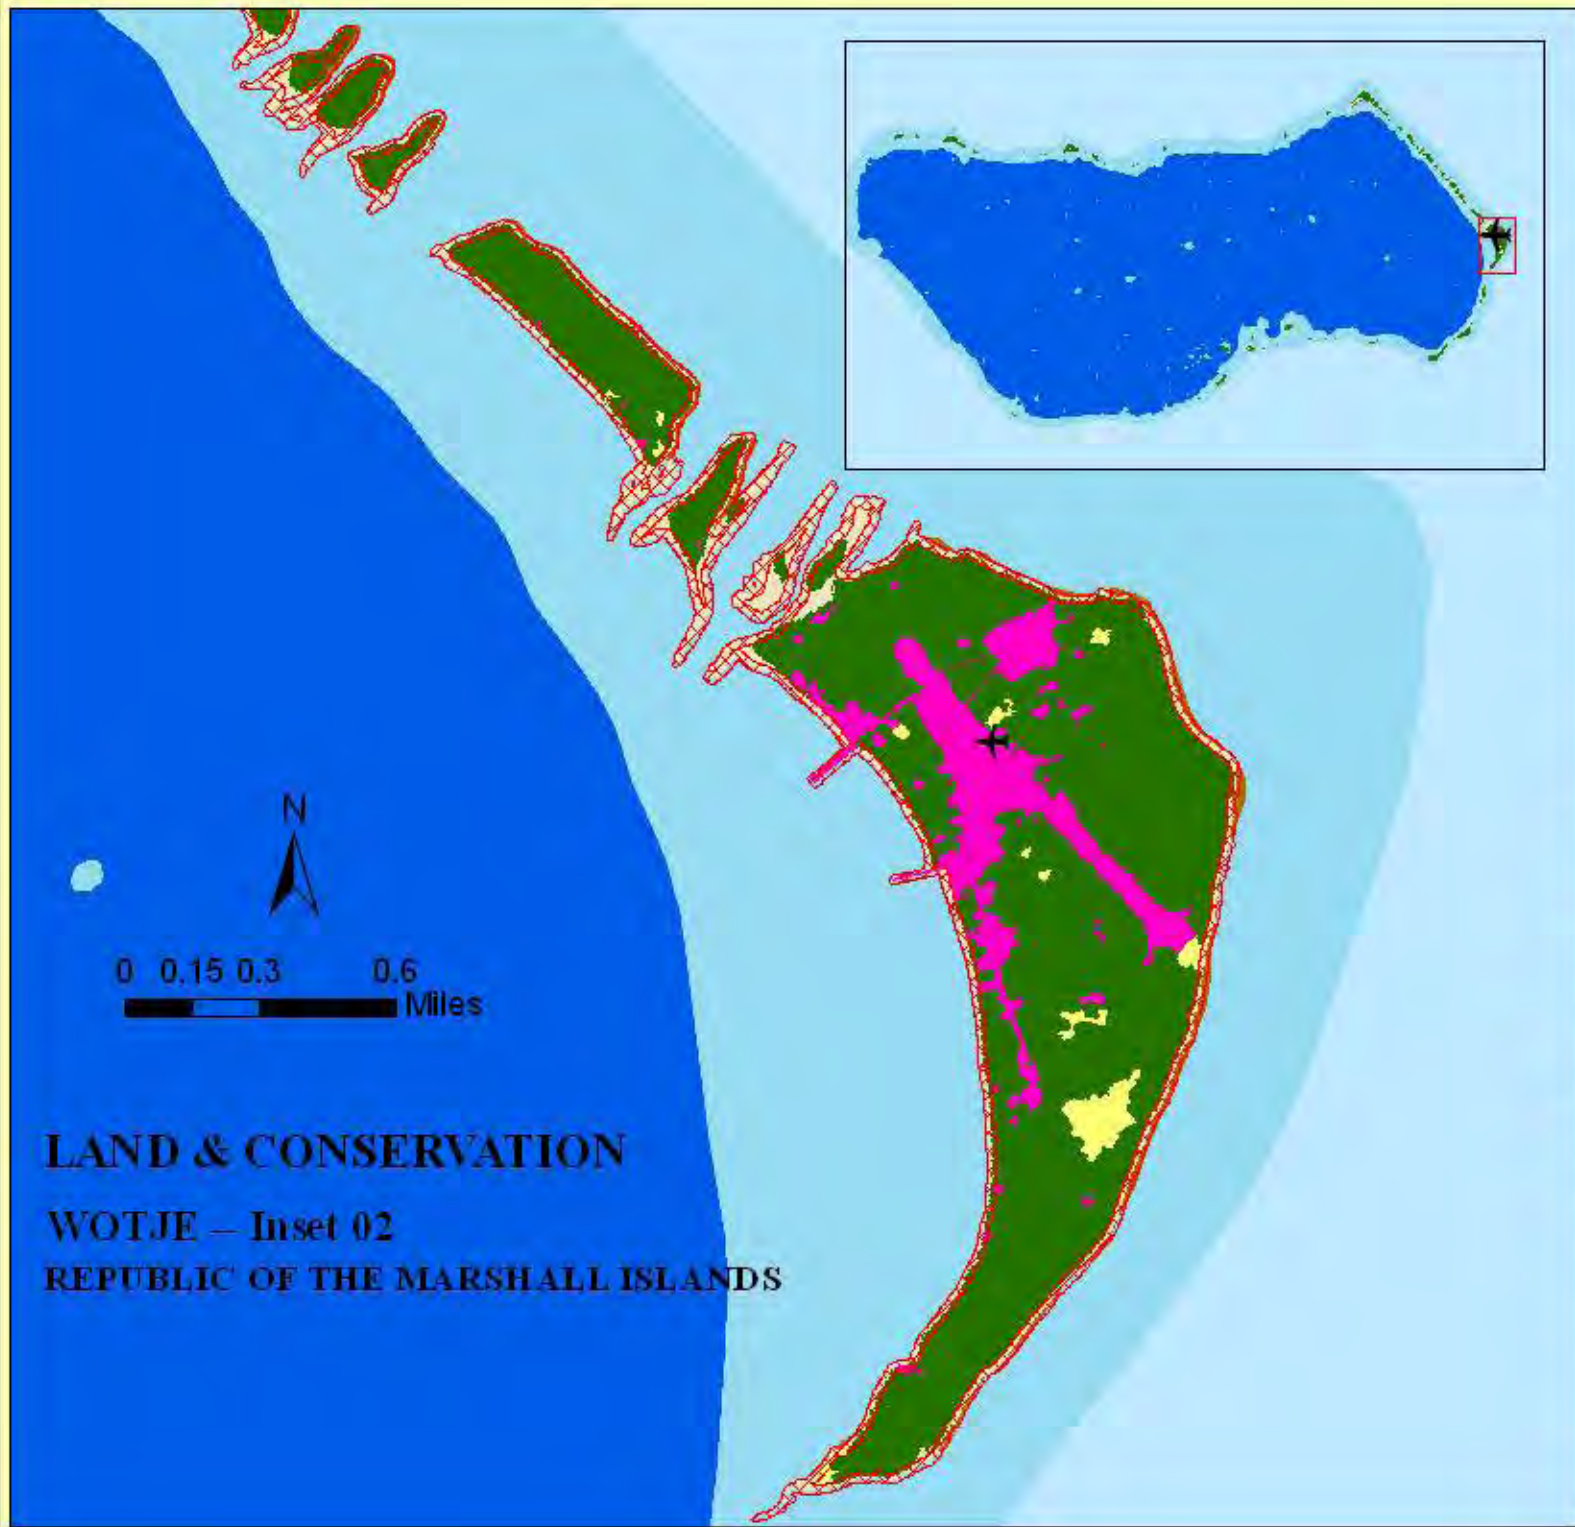 N
0 0.15 0.3 0.6
Miles
LAND & CONSERVATION
WOTJE – Inset 02
REPUBLIC OF THE MARSHALL ISLANDS